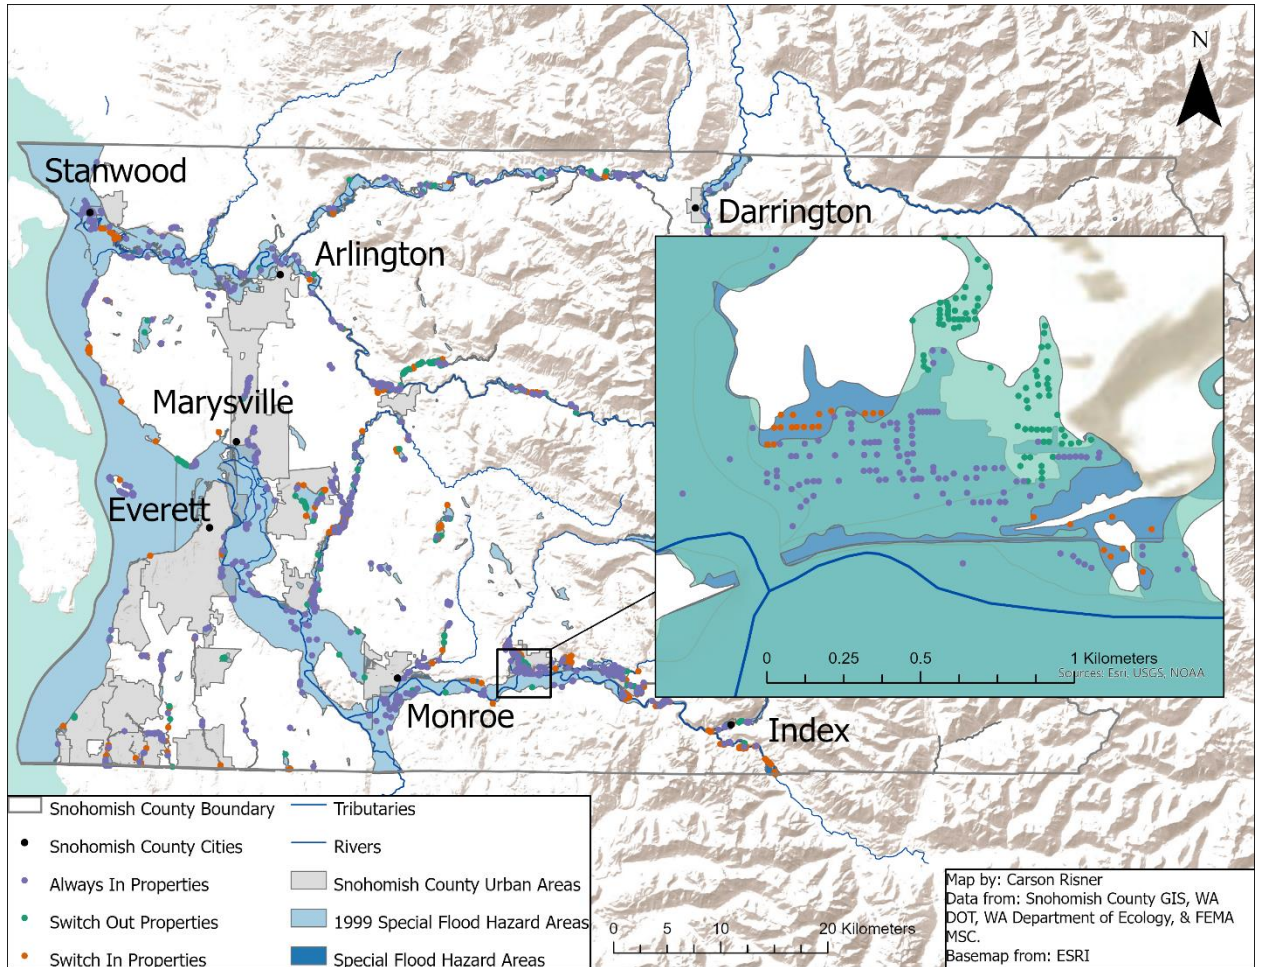 N
Stanwood
Darrington
Arlington
Marysville
Everett
Monroe
Index
0 0.25 0.5 1 Kilometers
Sources: Esri, USGS, NOAA
Snohomish County Boundary
Snohomish County Cities
Always In Properties
Switch Out Properties
Switch In Properties
Tributaries
Rivers
Snohomish County Urban Areas
1999 Special Flood Hazard Areas
Special Flood Hazard Areas
0 5 10 20 Kilometers
Map by: Carson Risner
Data from: Snohomish County GIS, WA
DOT, WA Department of Ecology, & FEMA
MSC.
Basemap from: ESRI